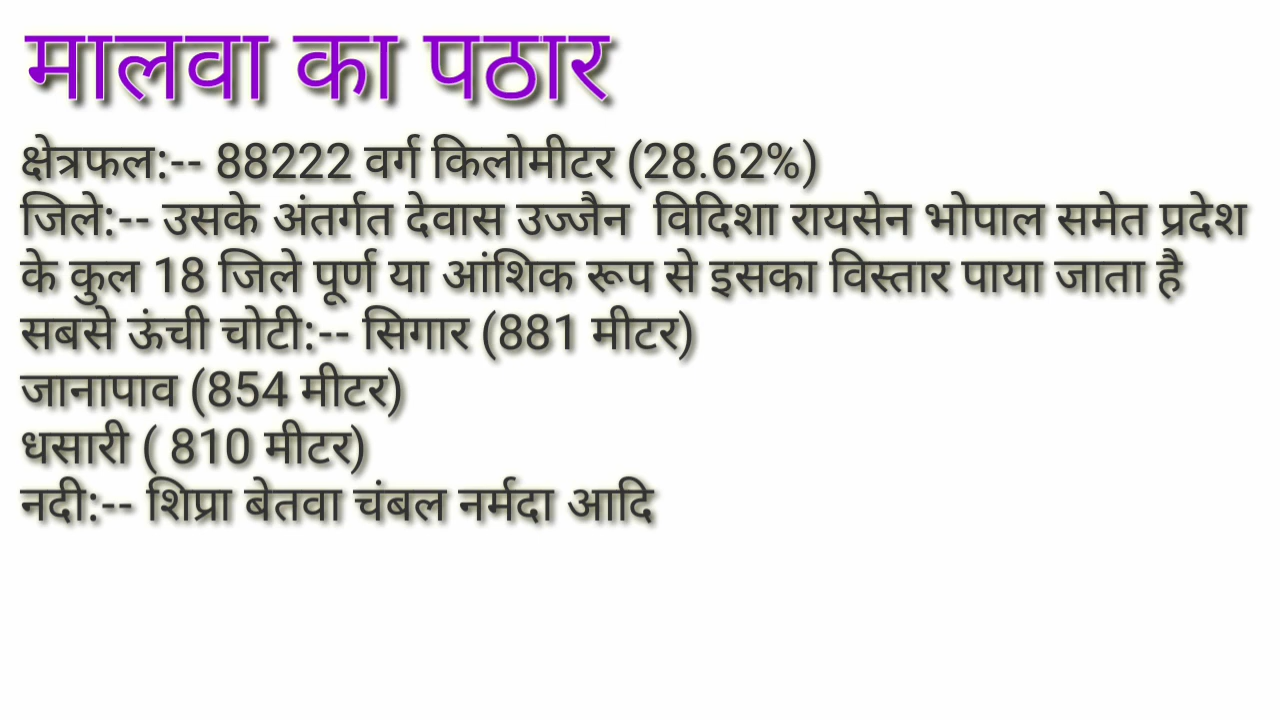 मालवा का पठार
क्षेत्रफल:-- 88222 वर्ग किलोमीटर (28.62%)
जिले:-- उसके अंतर्गत देवास उज्जैन  विदिशा रायसेन भोपाल समेत प्रदेश
के कुल 18 जिले पूर्ण या आंशिक रूप से इसका विस्तार पाया जाता है
सबसे ऊंची चोटी:-- सिगार (881 मीटर)
जानापाव (854 मीटर)
धसारी ( 810 मीटर)
नदी:-- शिप्रा बेतवा चंबल नर्मदा आदि